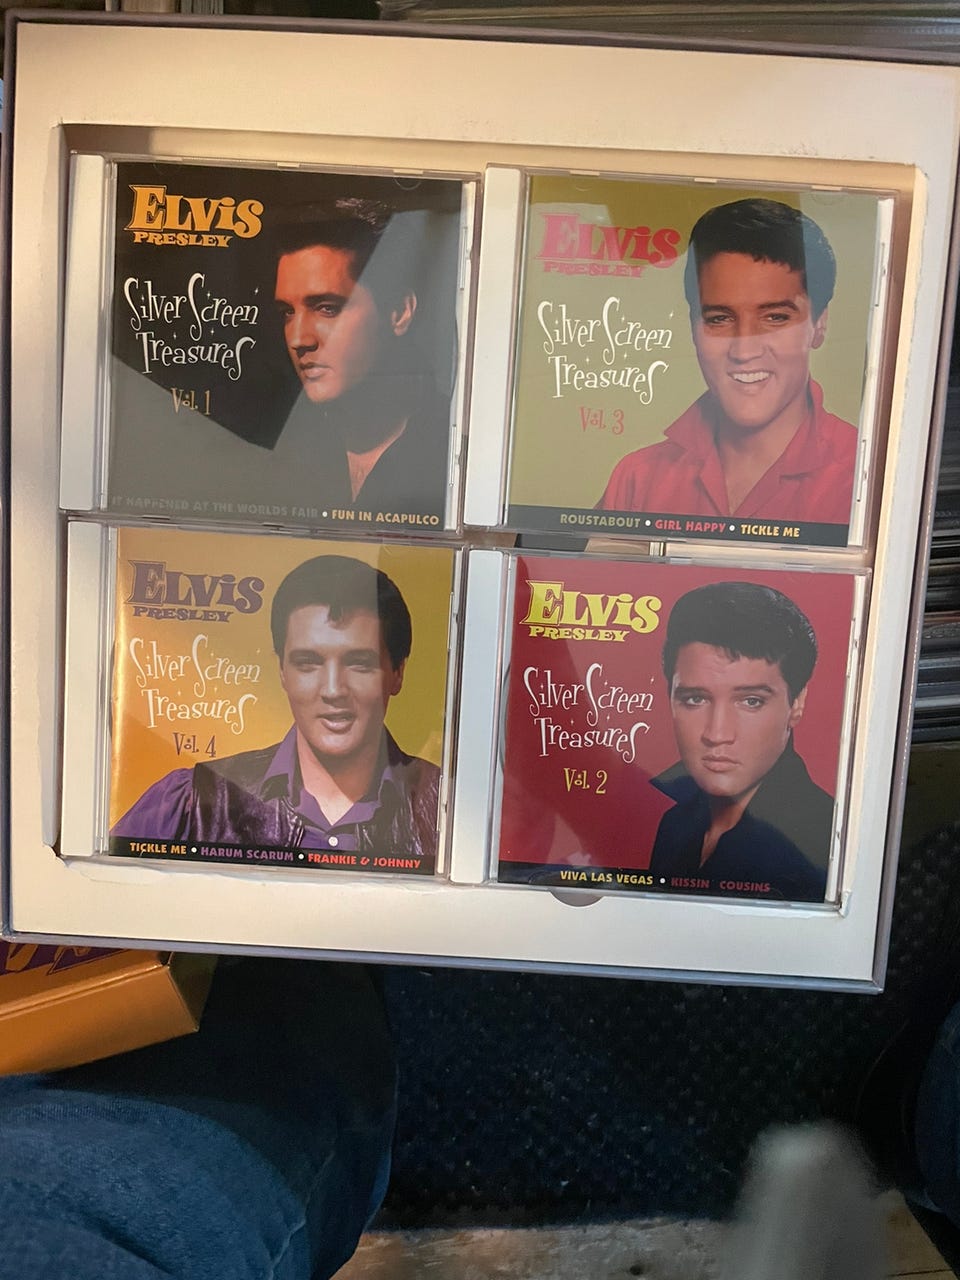 ELVIS
PRESLEY
Silver Screen
Treasures
Vol. 1
IT HAPPENED AT THE WORLDS FAIR • FUN IN ACAPULCO
ELVIS
PRESLEY
Silver Screen
Treasures
Vol. 3
ROUSTABOUT • GIRL HAPPY • TICKLE ME
ELVIS
PRESLEY
Silver Screen
Treasures
Vol. 4
TICKLE ME • HARUM SCARUM • FRANKIE & JOHNNY
ELVIS
PRESLEY
Silver Screen
Treasures
Vol. 2
VIVA LAS VEGAS • KISSIN' COUSINS